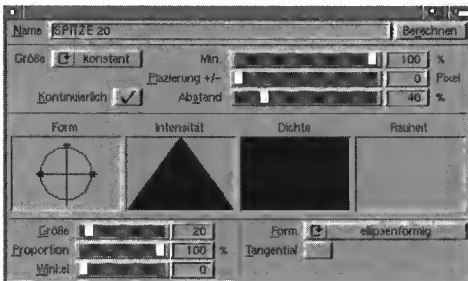 Name SPITZE 20 Berechnen
Größe konstant Min. 100 %
Plazierung +/- 0 Pixel
Kontinuierlich Abstand 40 %
Form Intensität Dichte Rauheit
Größe 20 Form ellipsenförmig
Proportion 100 % Tangential
Winkel 0